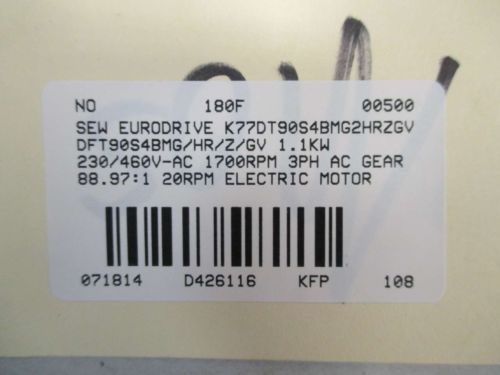 NO 180F 00500
SEW EURODRIVE K77DT90S4BMG2HRZGV
DFT90S4BMG/HR/Z/GV 1.1KW
230/460V-AC 1700RPM 3PH AC GEAR
88.97:1 20RPM ELECTRIC MOTOR
071814 D426116 KFP 108